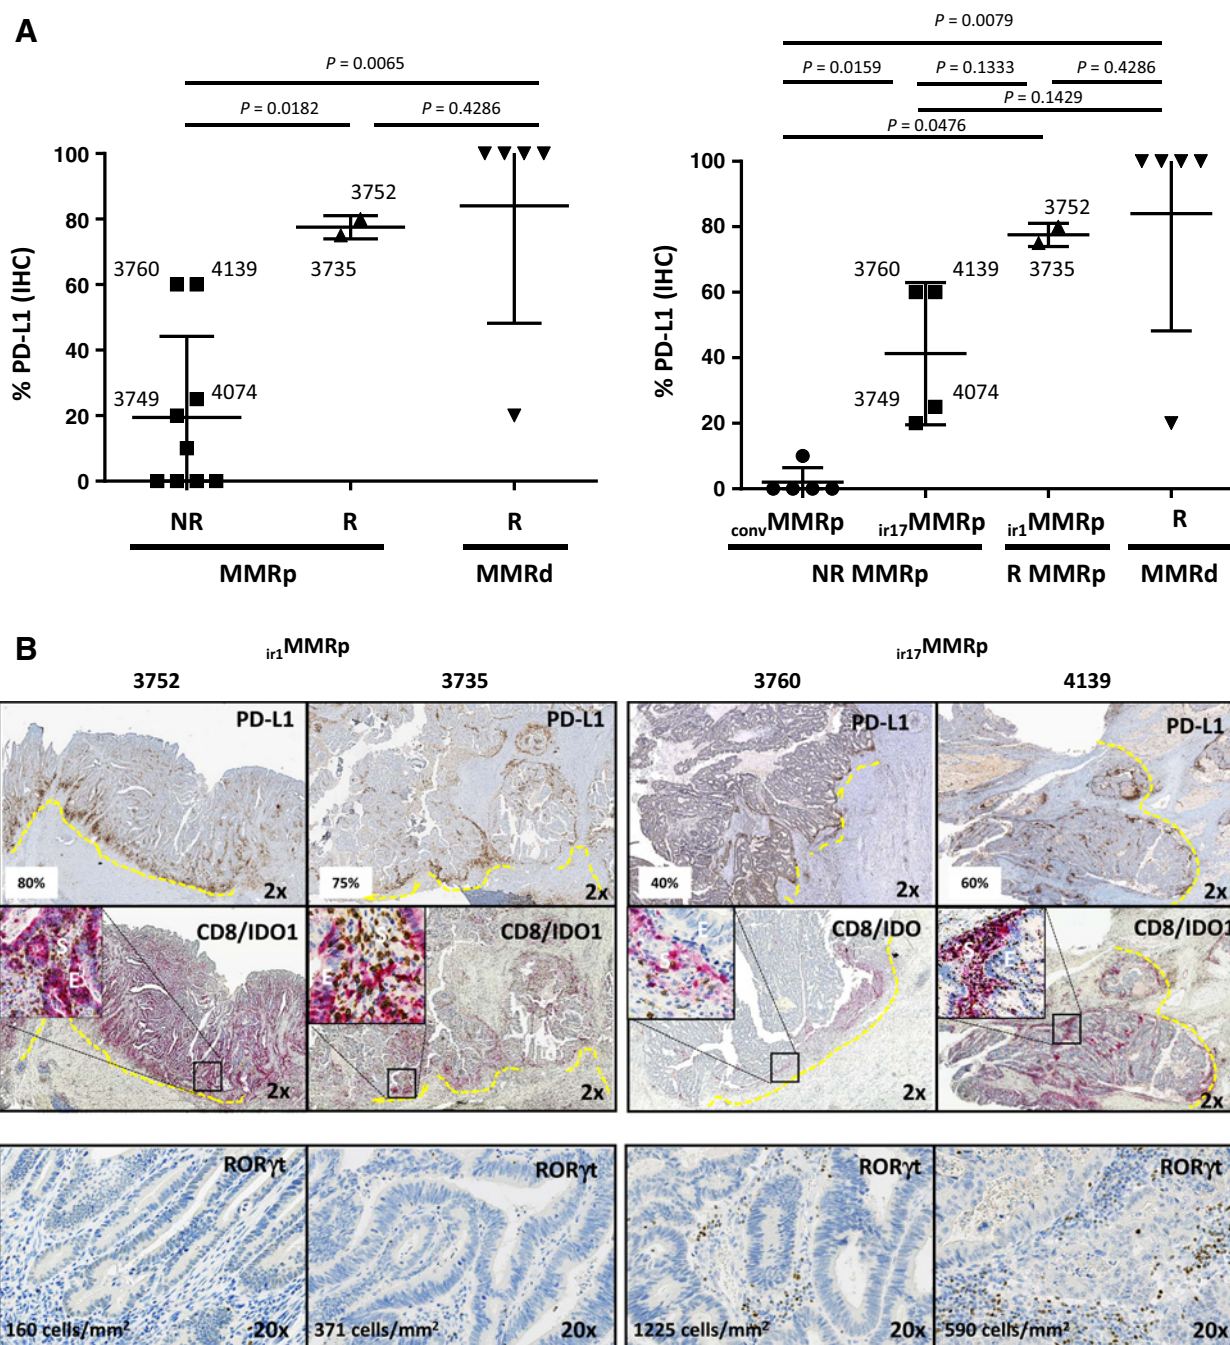 A
P = 0.0065
P = 0.0182 P = 0.4286
% PD-L1 (IHC)
100
80
60
40
20
0
3752
3735
3760 4139
3749 4074
NR R R
MMRp MMRd
P = 0.0079
P = 0.0159 P = 0.1333 P = 0.4286
P = 0.1429
P = 0.0476
% PD-L1 (IHC)
100
80
60
40
20
0
3752
3735
3760 4139
3749 4074
convMMRp ir17MMRp ir1MMRp R
NR MMRp R MMRp MMRd
B
ir1MMRp ir17MMRp
3752 3735 3760 4139
PD-L1 PD-L1 PD-L1 PD-L1
80% 2x 75% 2x 40% 2x 60% 2x
CD8/IDO1 CD8/IDO1 CD8/IDO CD8/IDO1
S E S E S E S E
2x 2x 2x 2x
RORγt RORγt RORγt RORγt
160 cells/mm² 20x 371 cells/mm² 20x 1225 cells/mm² 20x 590 cells/mm² 20x